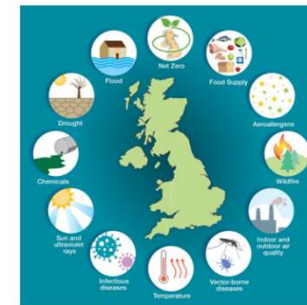 Net Zero
Food Supply
Aeroallergens
Wildfire
Indoor and
outdoor air
quality
Vector-borne
diseases
Temperature
Infectious
diseases
Sun and
ultraviolet
rays
Chemicals
Drought
Flood